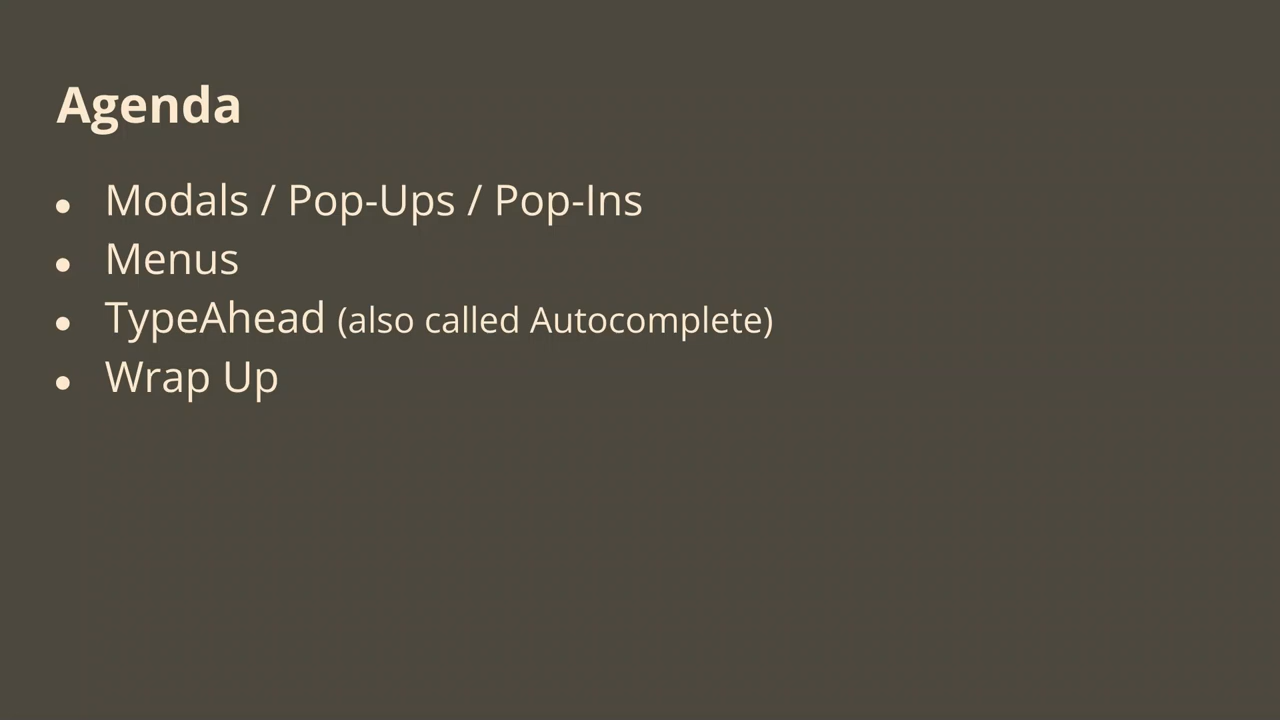 Agenda
• Modals / Pop-Ups / Pop-Ins
• Menus
• TypeAhead (also called Autocomplete)
• Wrap Up